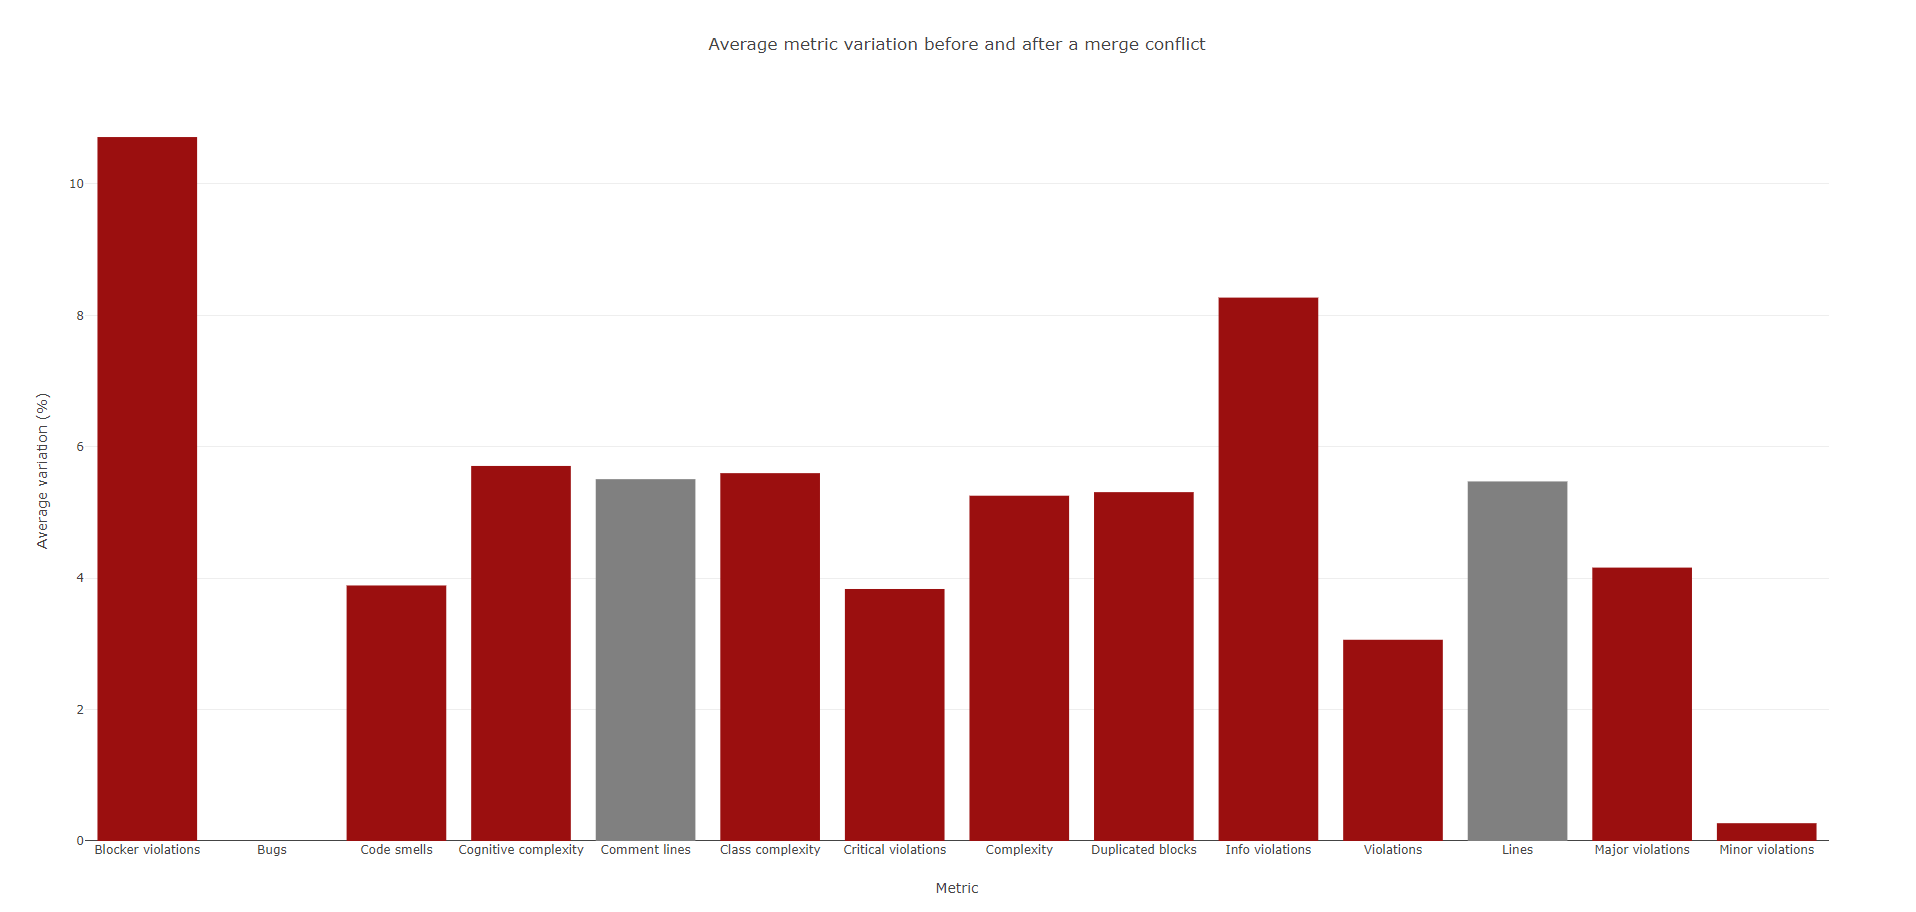 Average metric variation before and after a merge conflict
Average variation (%)
10
8
6
4
2
0
Blocker violations Bugs Code smells Cognitive complexity Comment lines Class complexity Critical violations Complexity Duplicated blocks Info violations Violations Lines Major violations Minor violations
Metric